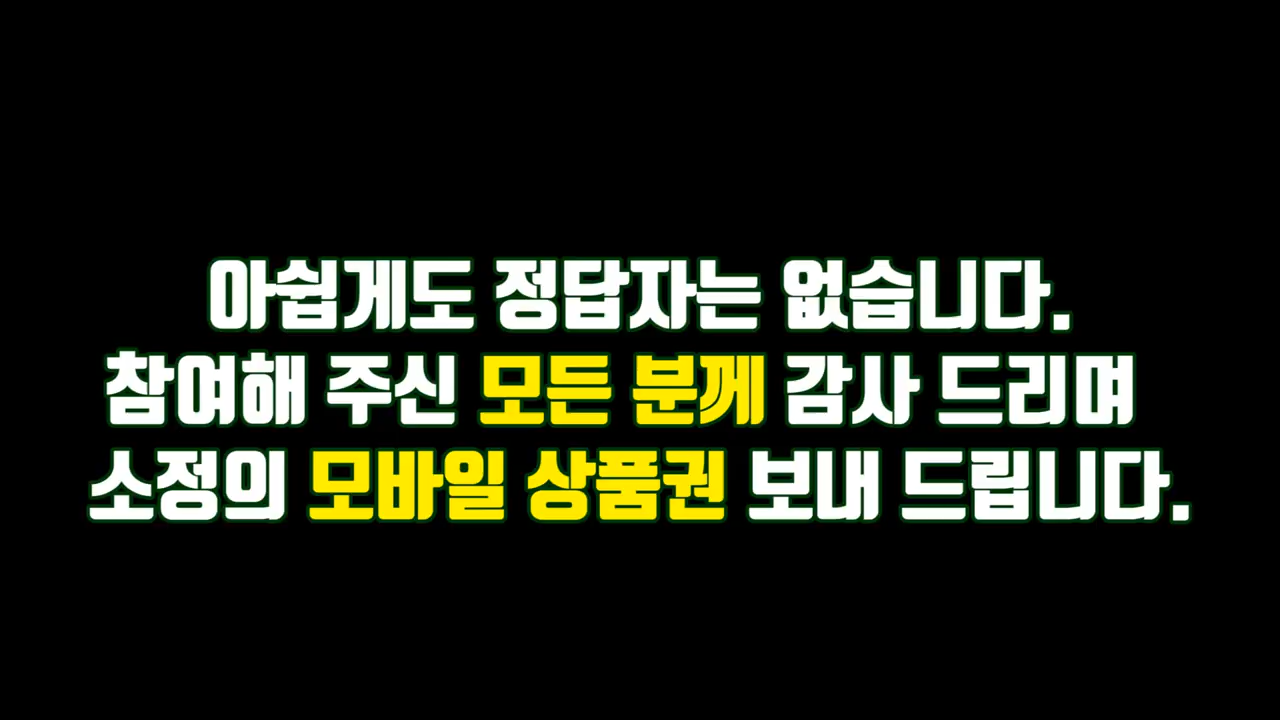 아쉽게도 정답자는 없습니다.
참여해 주신 모든 분께 감사 드리며
소정의 모바일 상품권 보내 드립니다.